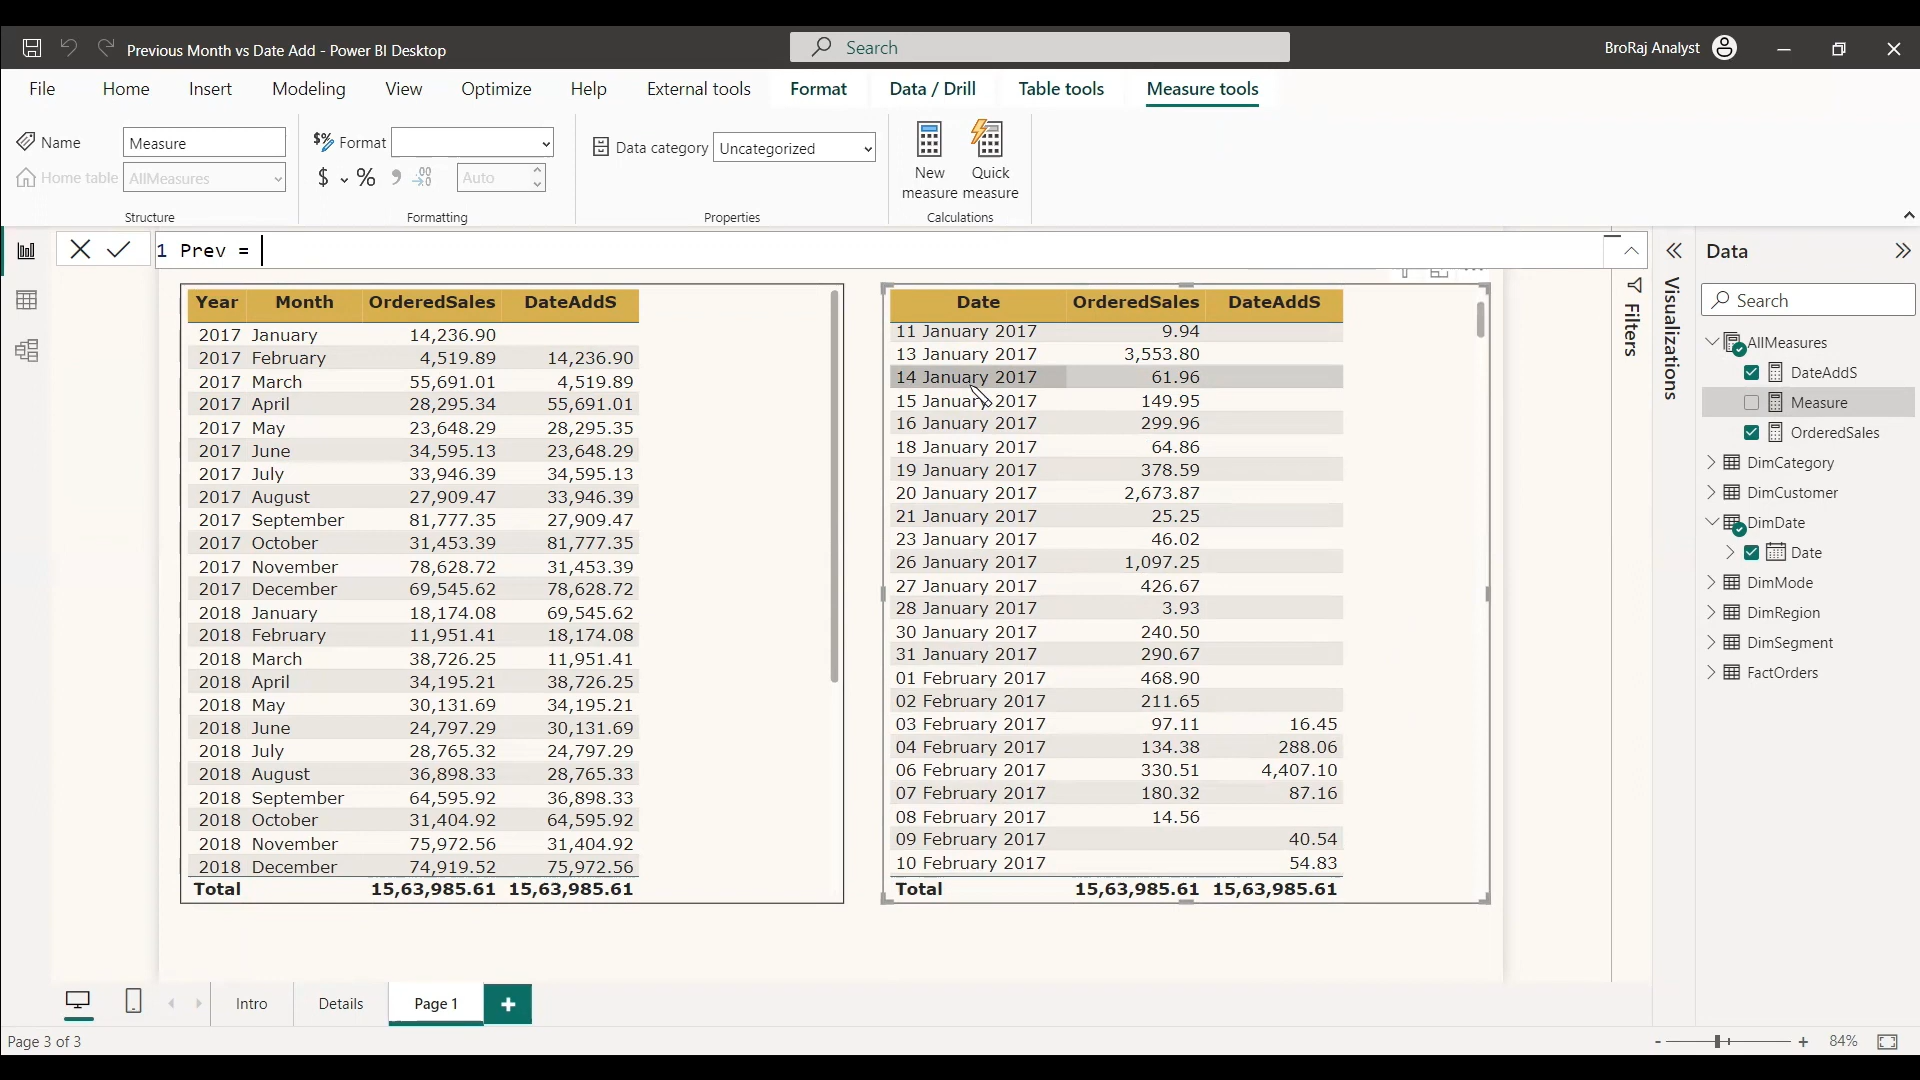 Previous Month vs Date Add - Power BI Desktop
Search
BroRaj Analyst
File Home Insert Modeling View Optimize Help External tools Format Data / Drill Table tools Measure tools
Name Measure
Home table AllMeasures
Structure
$% Format
$ % Auto
Formatting
Data category Uncategorized
Properties
New measure
Quick measure
Calculations
1 Prev =
Year Month OrderedSales DateAddS
2017 January 14,236.90
2017 February 4,519.89 14,236.90
2017 March 55,691.01 4,519.89
2017 April 28,295.34 55,691.01
2017 May 23,648.29 28,295.35
2017 June 34,595.13 23,648.29
2017 July 33,946.39 34,595.13
2017 August 27,909.47 33,946.39
2017 September 81,777.35 27,909.47
2017 October 31,453.39 81,777.35
2017 November 78,628.72 31,453.39
2017 December 69,545.62 78,628.72
2018 January 18,174.08 69,545.62
2018 February 11,951.41 18,174.08
2018 March 38,726.25 11,951.41
2018 April 34,195.21 38,726.25
2018 May 30,131.69 34,195.21
2018 June 24,797.29 30,131.69
2018 July 28,765.32 24,797.29
2018 August 36,898.33 28,765.33
2018 September 64,595.92 36,898.33
2018 October 31,404.92 64,595.92
2018 November 75,972.56 31,404.92
2018 December 74,919.52 75,972.56
Total 15,63,985.61 15,63,985.61
Date OrderedSales DateAddS
11 January 2017 9.94
13 January 2017 3,553.80
14 January 2017 61.96
15 January 2017 149.95
16 January 2017 299.96
18 January 2017 64.86
19 January 2017 378.59
20 January 2017 2,673.87
21 January 2017 25.25
23 January 2017 46.02
26 January 2017 1,097.25
27 January 2017 426.67
28 January 2017 3.93
30 January 2017 240.50
31 January 2017 290.67
01 February 2017 468.90
02 February 2017 211.65
03 February 2017 97.11 16.45
04 February 2017 134.38 288.06
06 February 2017 330.51 4,407.10
07 February 2017 180.32 87.16
08 February 2017 14.56
09 February 2017 40.54
10 February 2017 54.83
Total 15,63,985.61 15,63,985.61
Filters
Visualizations
Data
Search
AllMeasures
DateAddS
Measure
OrderedSales
DimCategory
DimCustomer
DimDate
Date
DimMode
DimRegion
DimSegment
FactOrders
Intro Details Page 1 +
Page 3 of 3
- + 84%